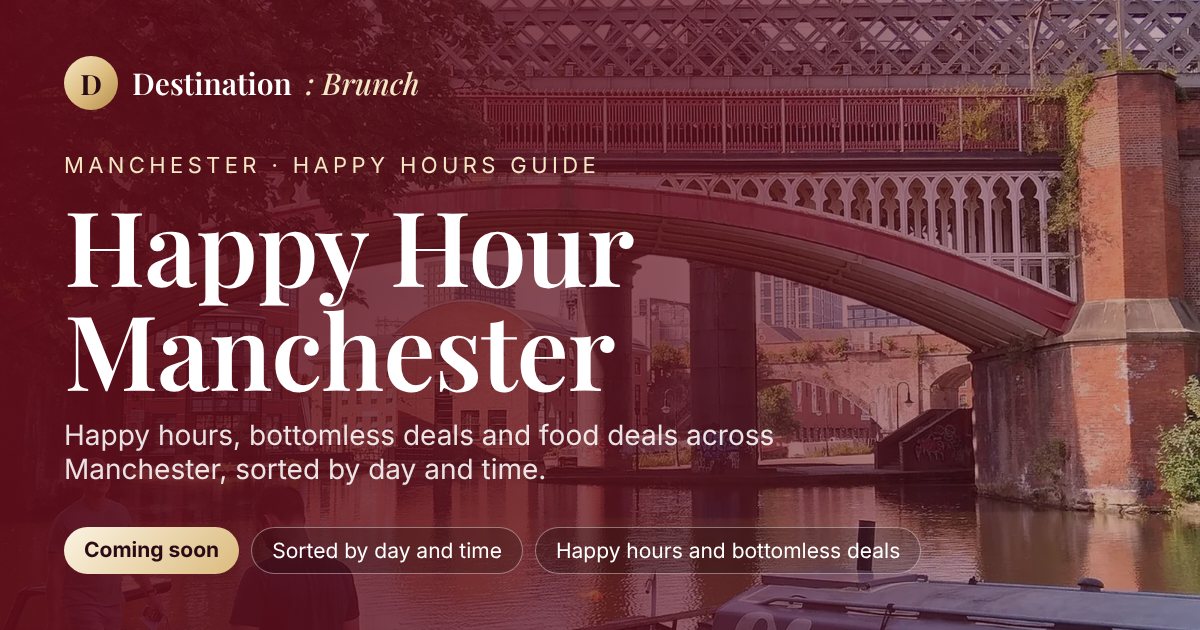 D Destination : Brunch
MANCHESTER · HAPPY HOURS GUIDE
Happy Hour
Manchester
Happy hours, bottomless deals and food deals across
Manchester, sorted by day and time.
Coming soon Sorted by day and time Happy hours and bottomless deals